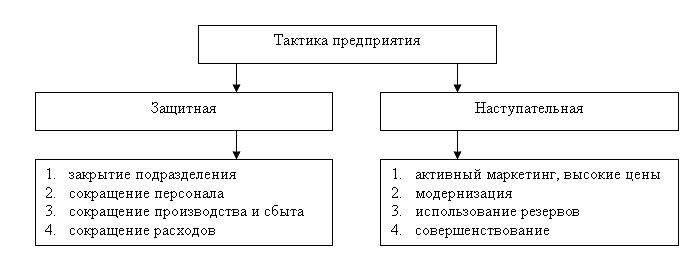 Тактика предприятия
Защитная
Наступательная
1. закрытие подразделения
2. сокращение персонала
3. сокращение производства и сбыта
4. сокращение расходов
1. активный маркетинг, высокие цены
2. модернизация
3. использование резервов
4. совершенствование